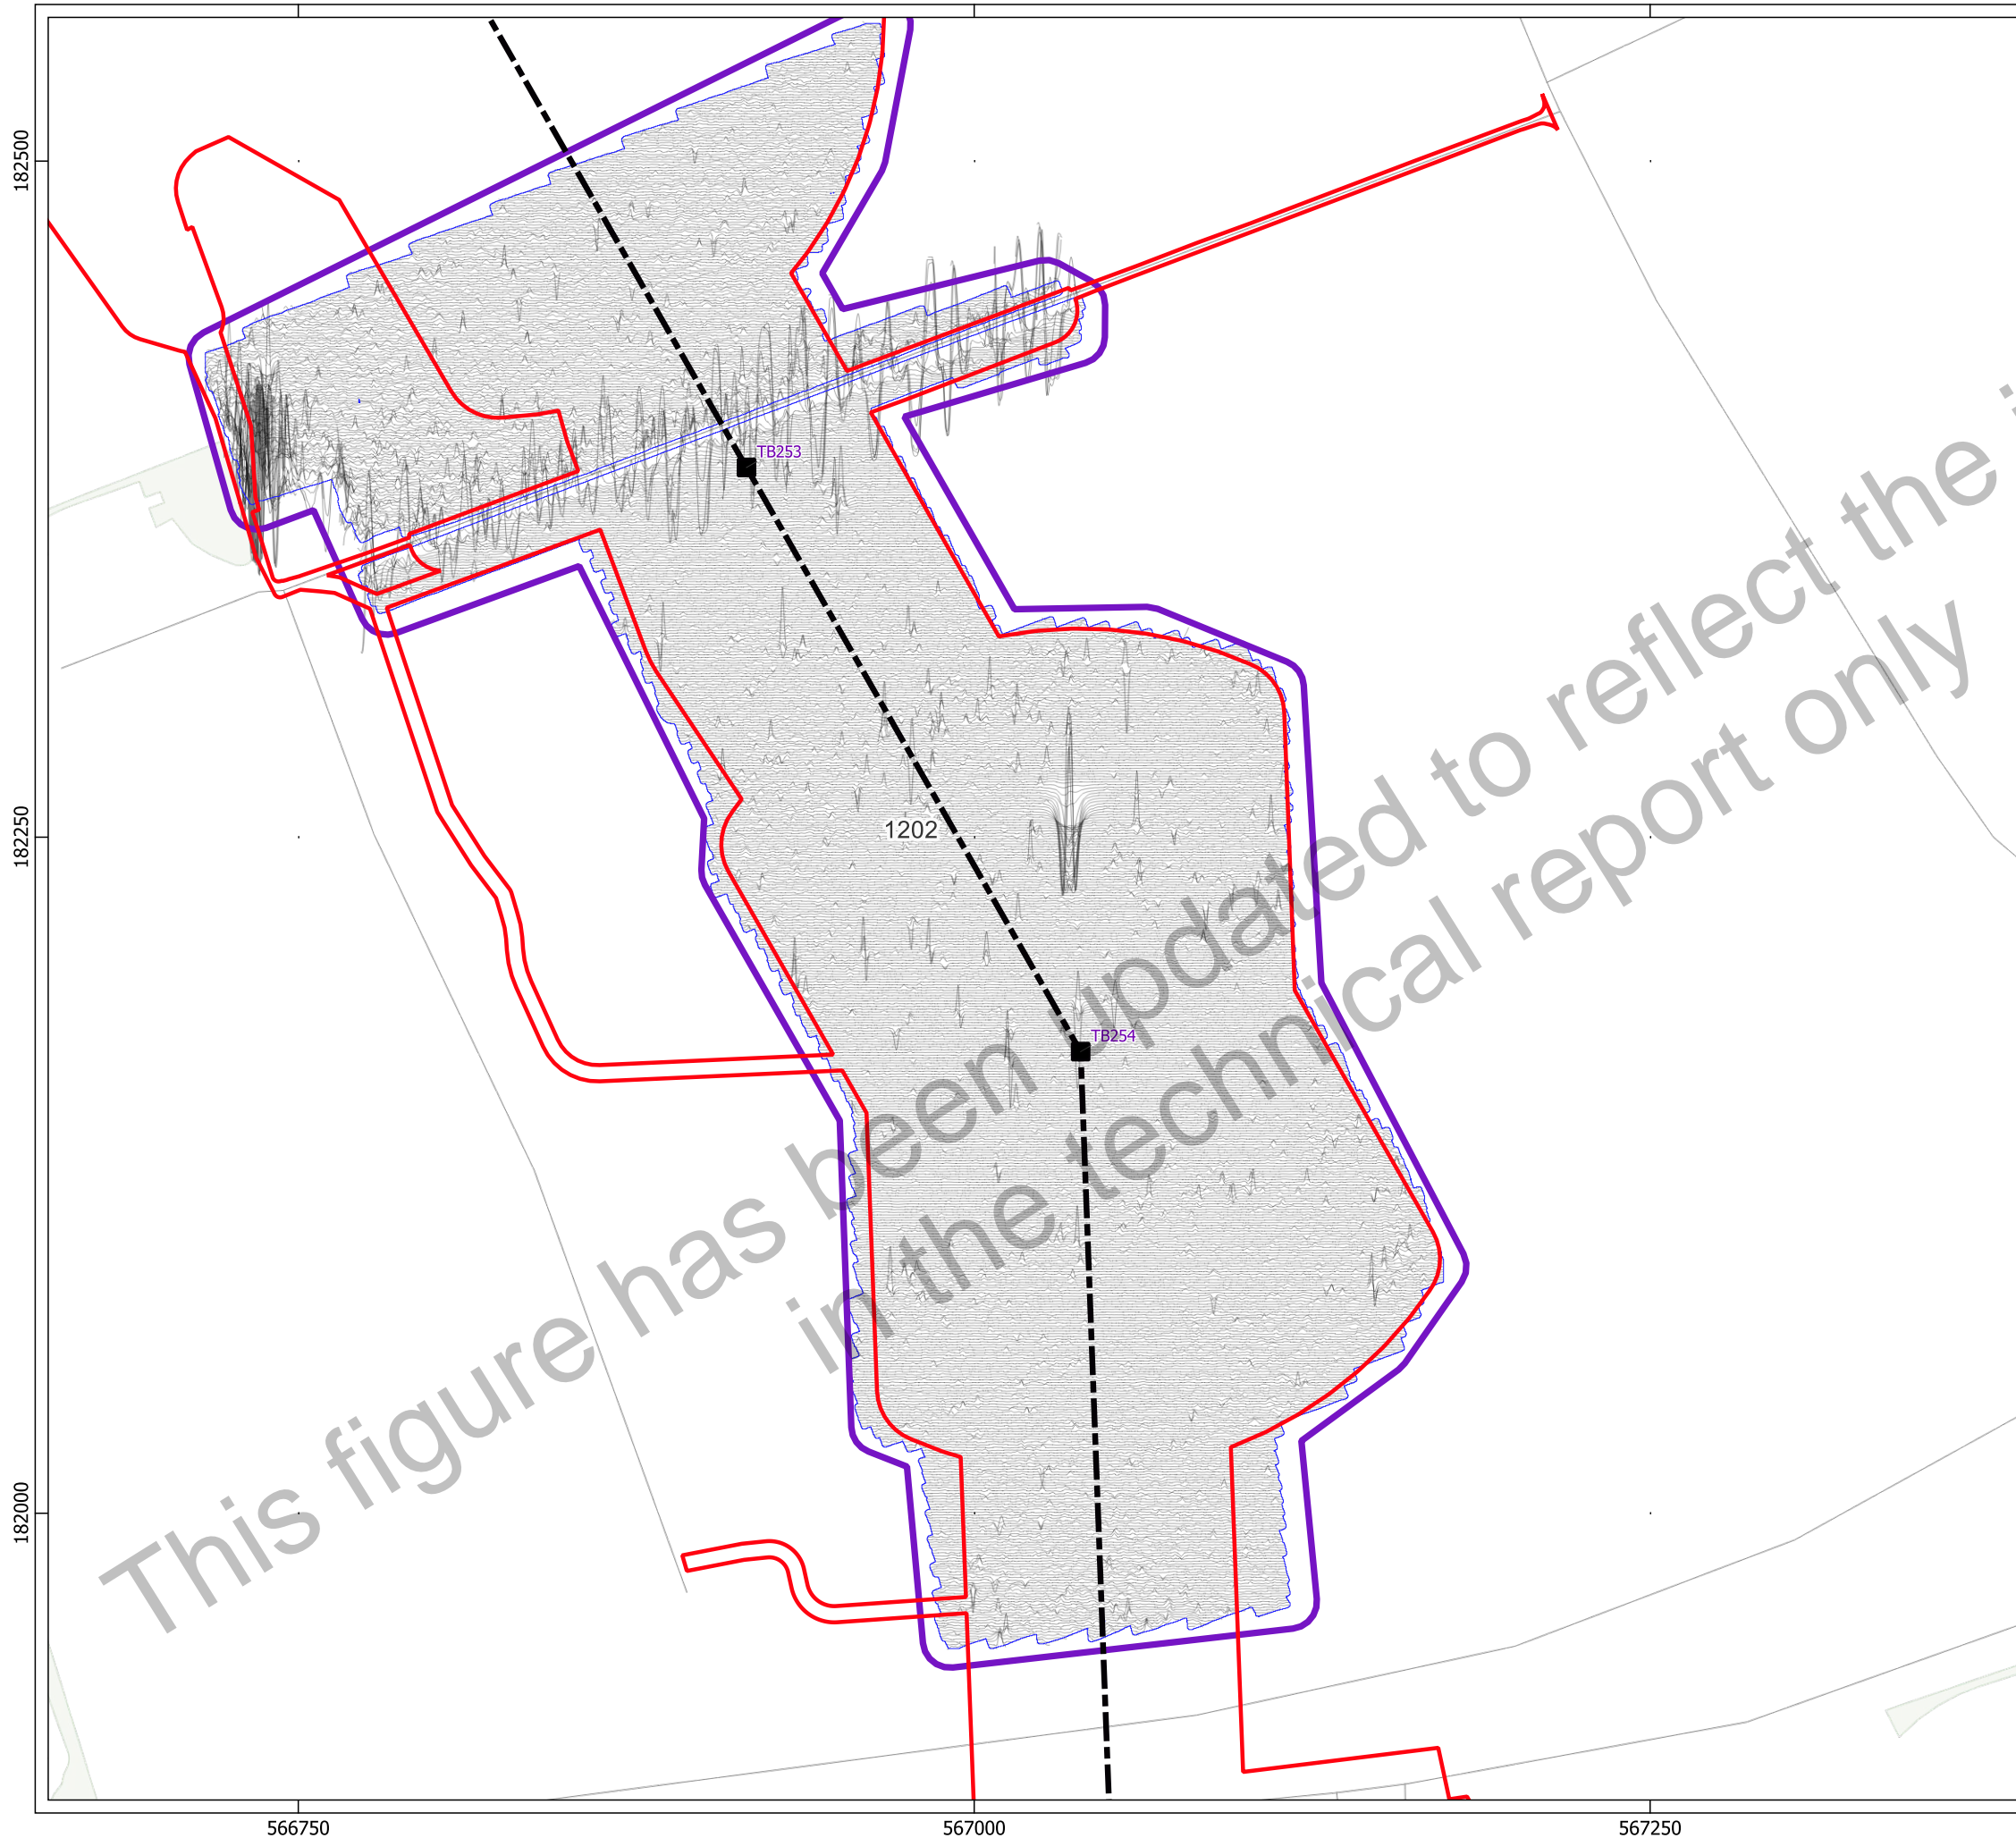 182500
TB253
182250
1202
TB254
182000
566750
567000
567250
This figure has been updated to reflect the
in the technical report only